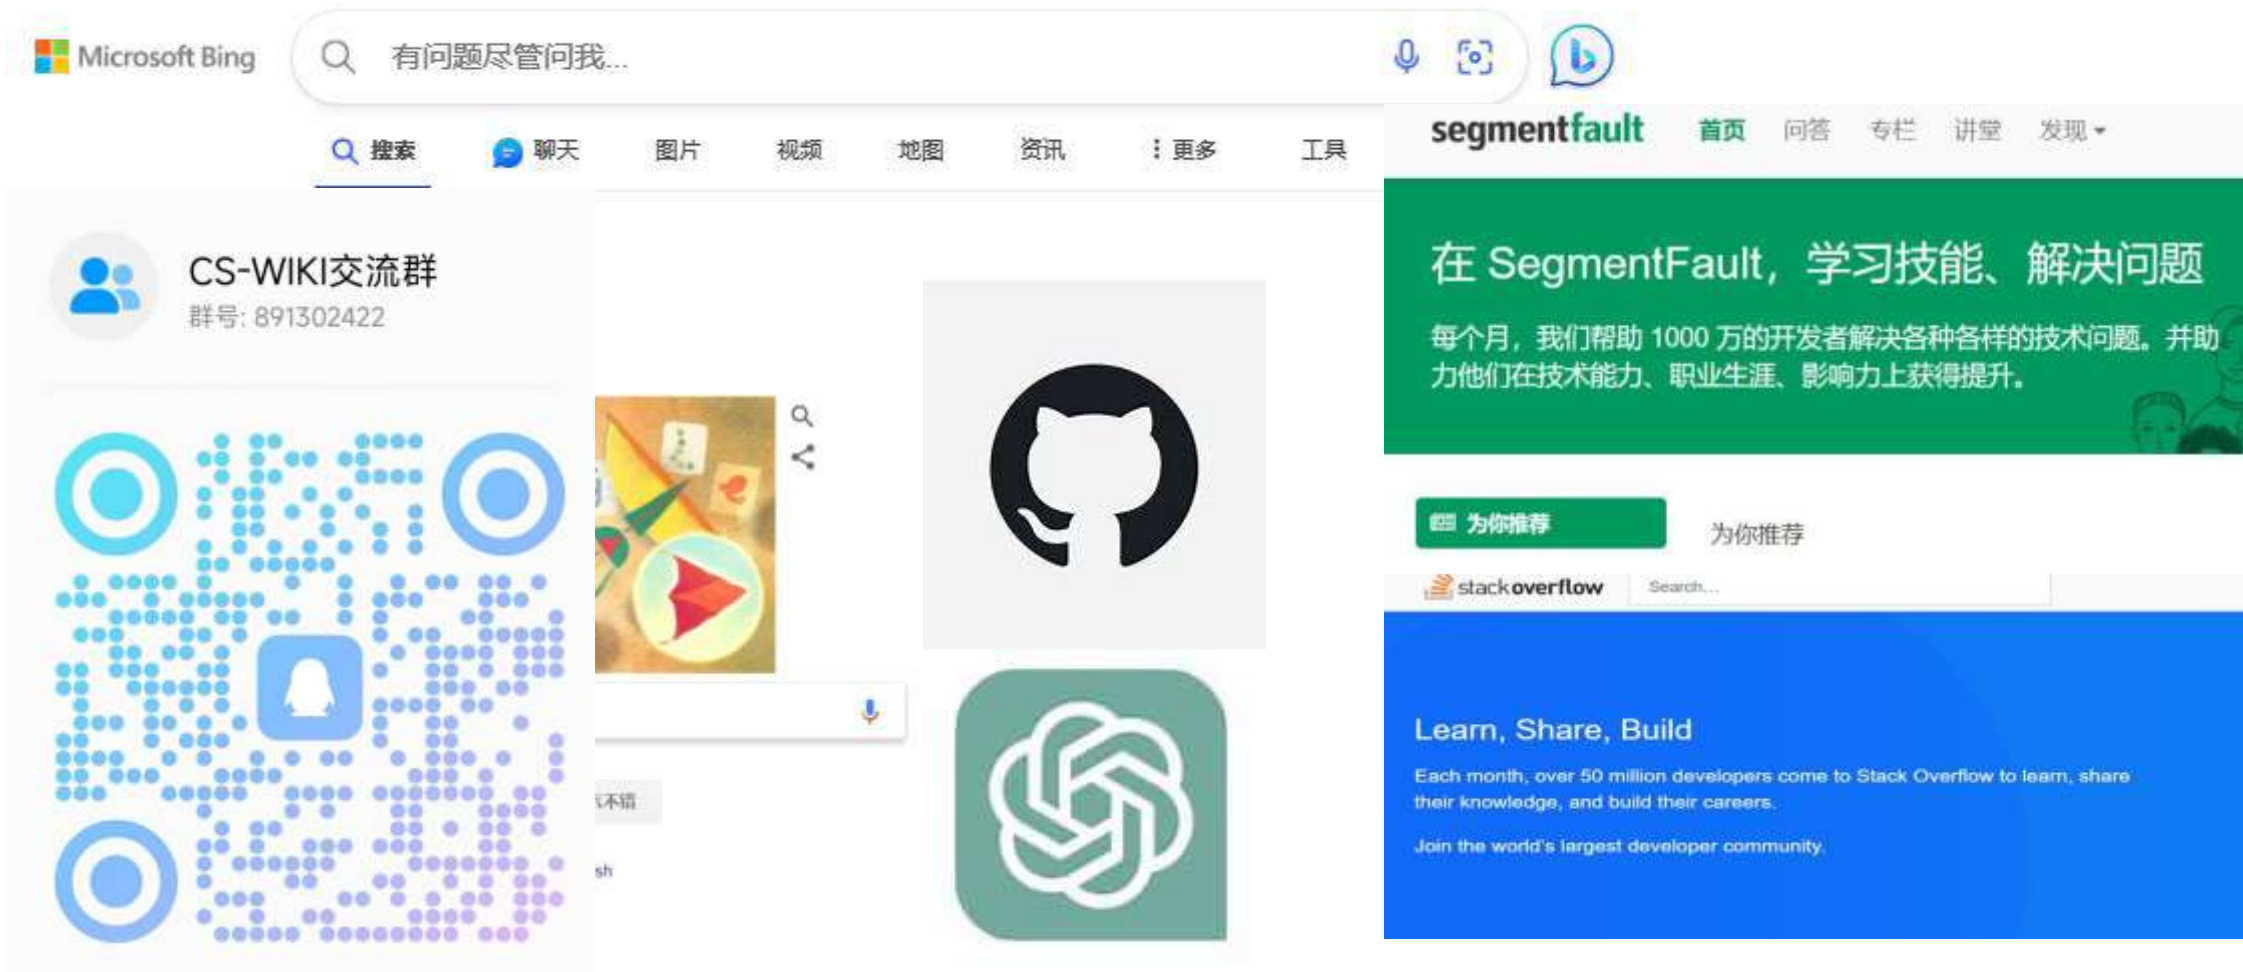 Microsoft Bing
有问题尽管问我...
搜索 聊天 图片 视频 地图 资讯 更多 工具
CS-WIKI交流群
群号: 891302422
不错
sh
segmentfault 首页 问答 专栏 讲堂 发现
在 SegmentFault，学习技能、解决问题
每个月，我们帮助 1000 万的开发者解决各种各样的技术问题。并助
力他们在技术能力、职业生涯、影响力上获得提升。
为你推荐 为你推荐
stackoverflow Search...
Learn, Share, Build
Each month, over 50 million developers come to Stack Overflow to learn, share
their knowledge, and build their careers.
Join the world's largest developer community.